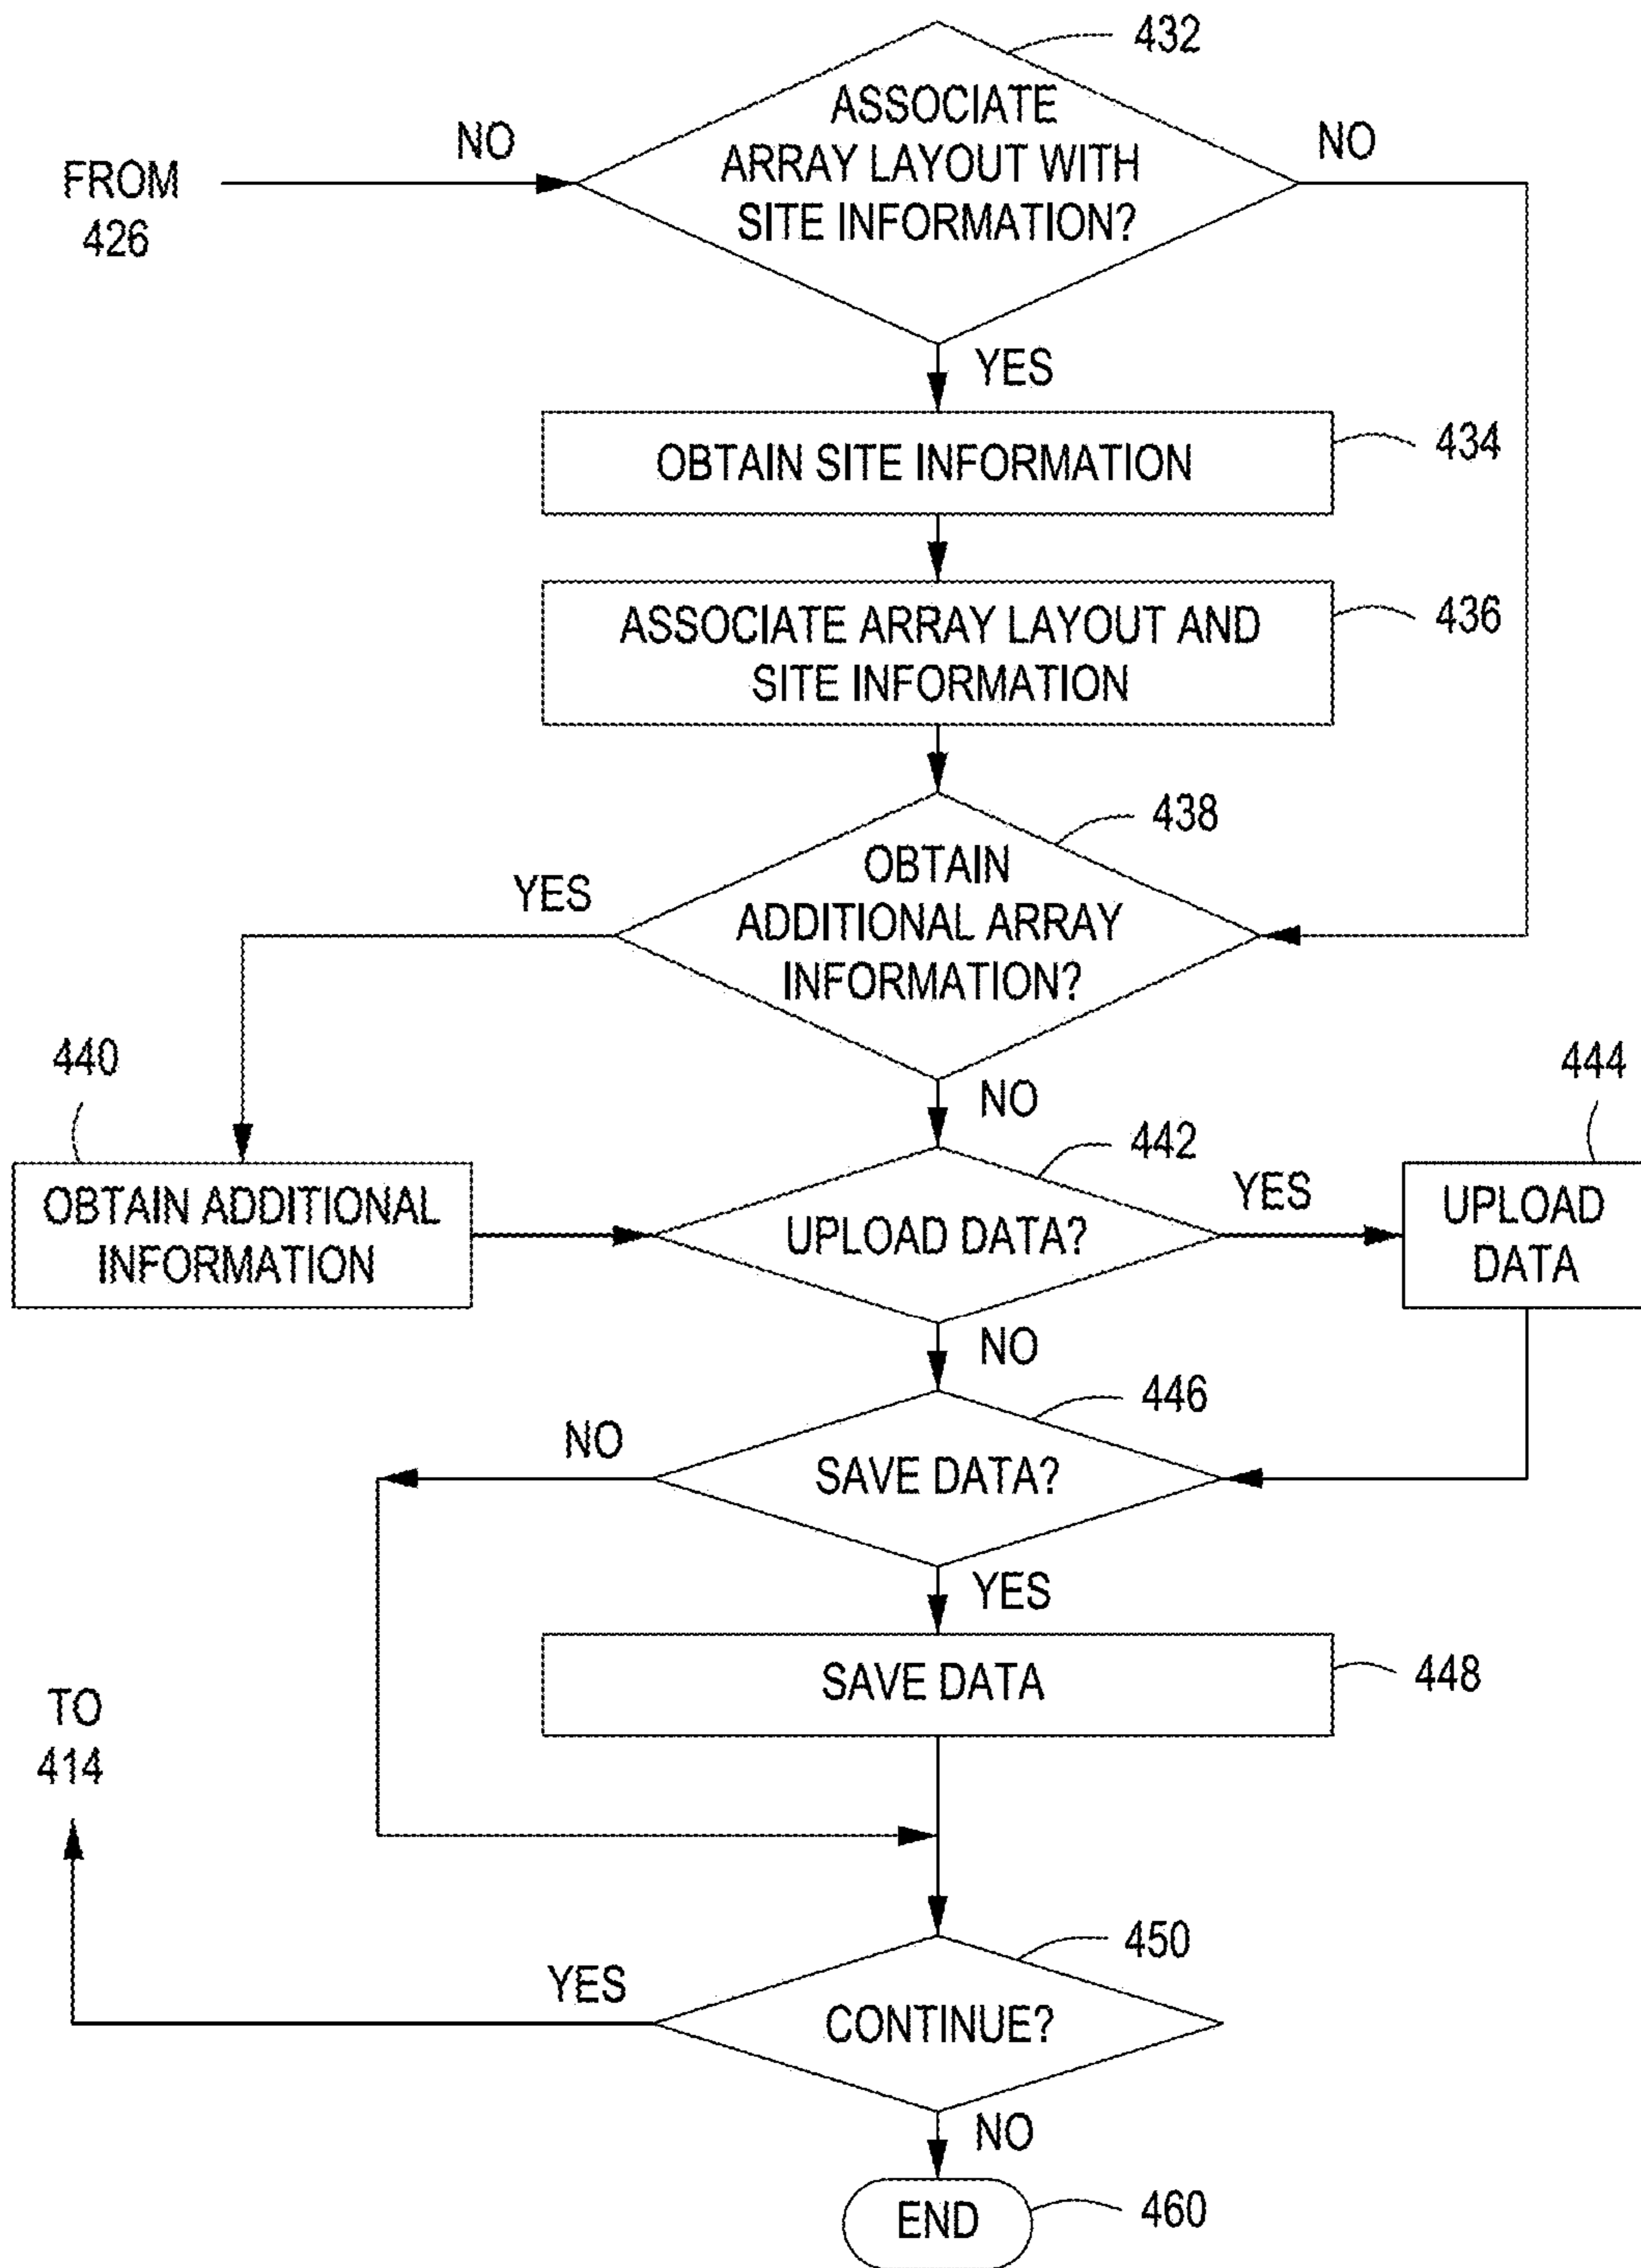 432
ASSOCIATE
ARRAY LAYOUT WITH
SITE INFORMATION?
NO
NO
FROM
426
YES
OBTAIN SITE INFORMATION
434
ASSOCIATE ARRAY LAYOUT AND
SITE INFORMATION
436
438
OBTAIN
ADDITIONAL ARRAY
INFORMATION?
YES
NO
440
OBTAIN ADDITIONAL
INFORMATION
442
UPLOAD DATA?
YES
444
UPLOAD
DATA
NO
446
SAVE DATA?
NO
YES
SAVE DATA
448
TO
414
450
CONTINUE?
YES
NO
END
460